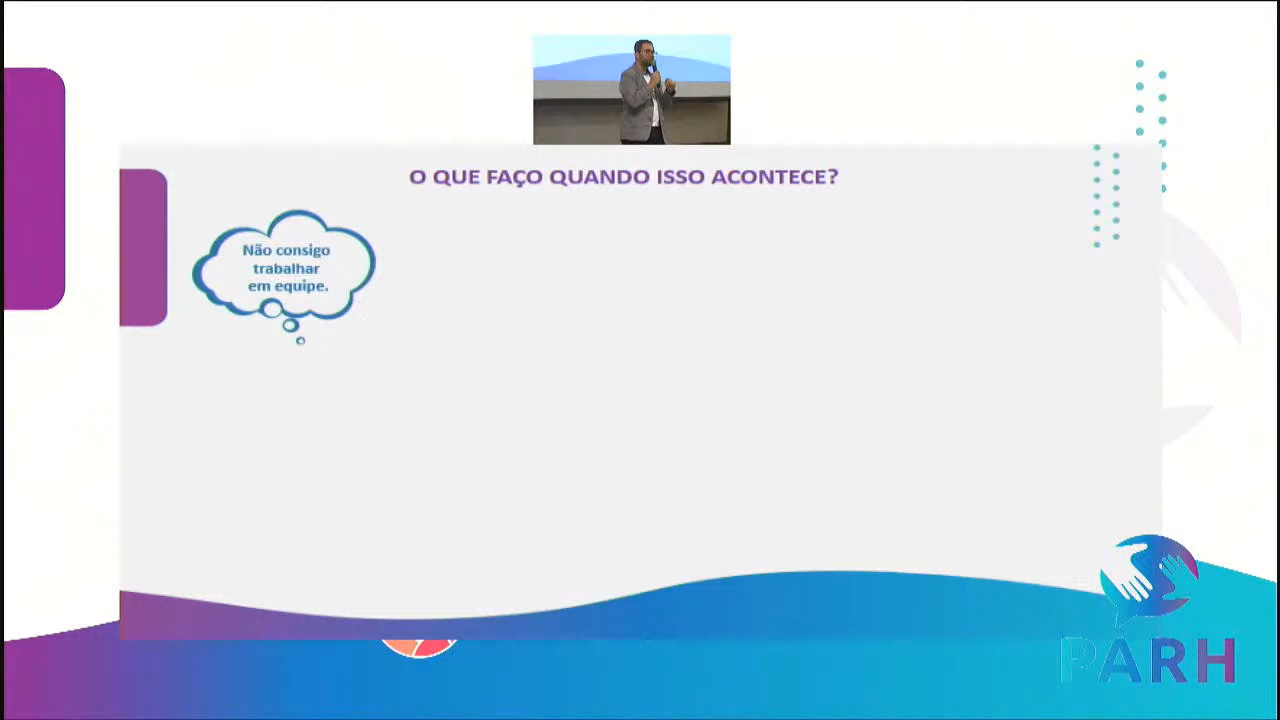 O QUE FAÇO QUANDO ISSO ACONTECE?
Não consigo
trabalhar
em equipe.
PARH